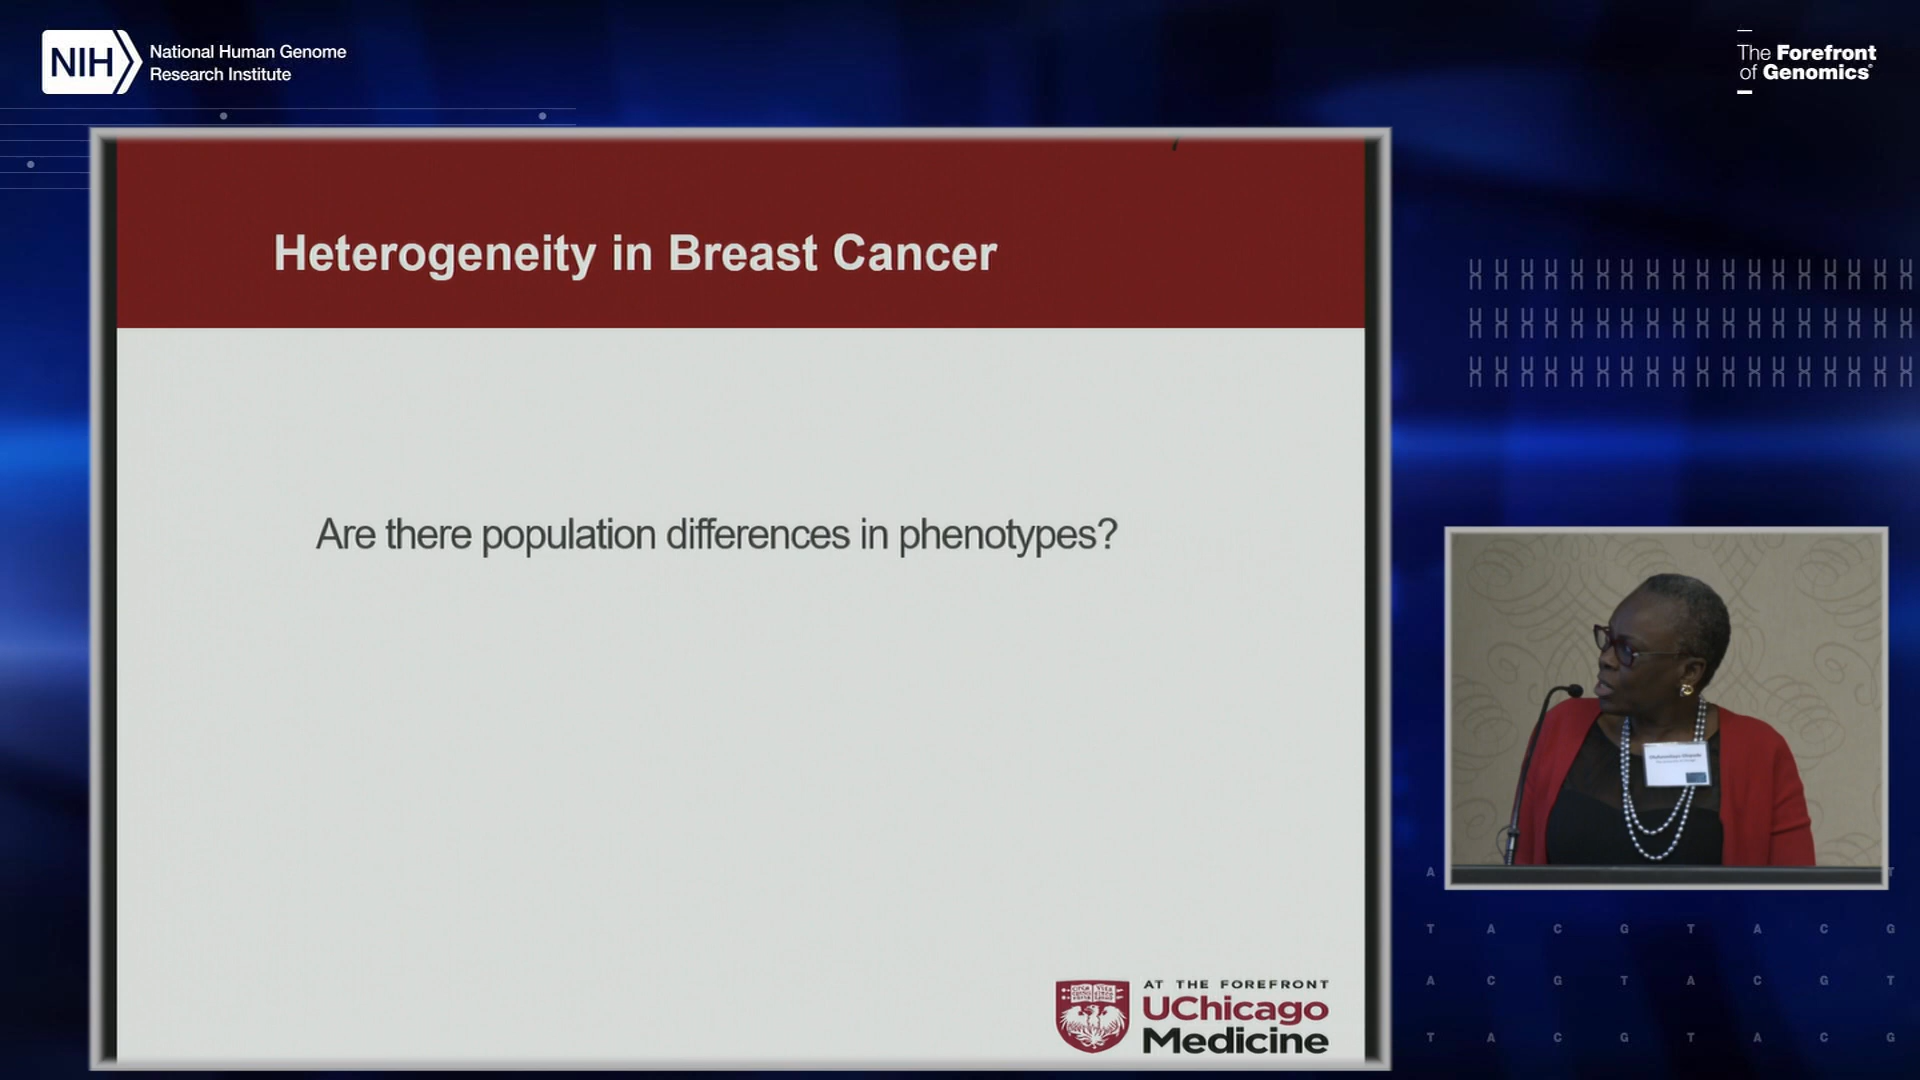 NIH
National Human Genome
Research Institute
The Forefront
of Genomics®
Heterogeneity in Breast Cancer
Are there population differences in phenotypes?
AT THE FOREFRONT
UChicago
Medicine
A T
T A C G T A C G
A C G T A C G T
T A C G T A C G